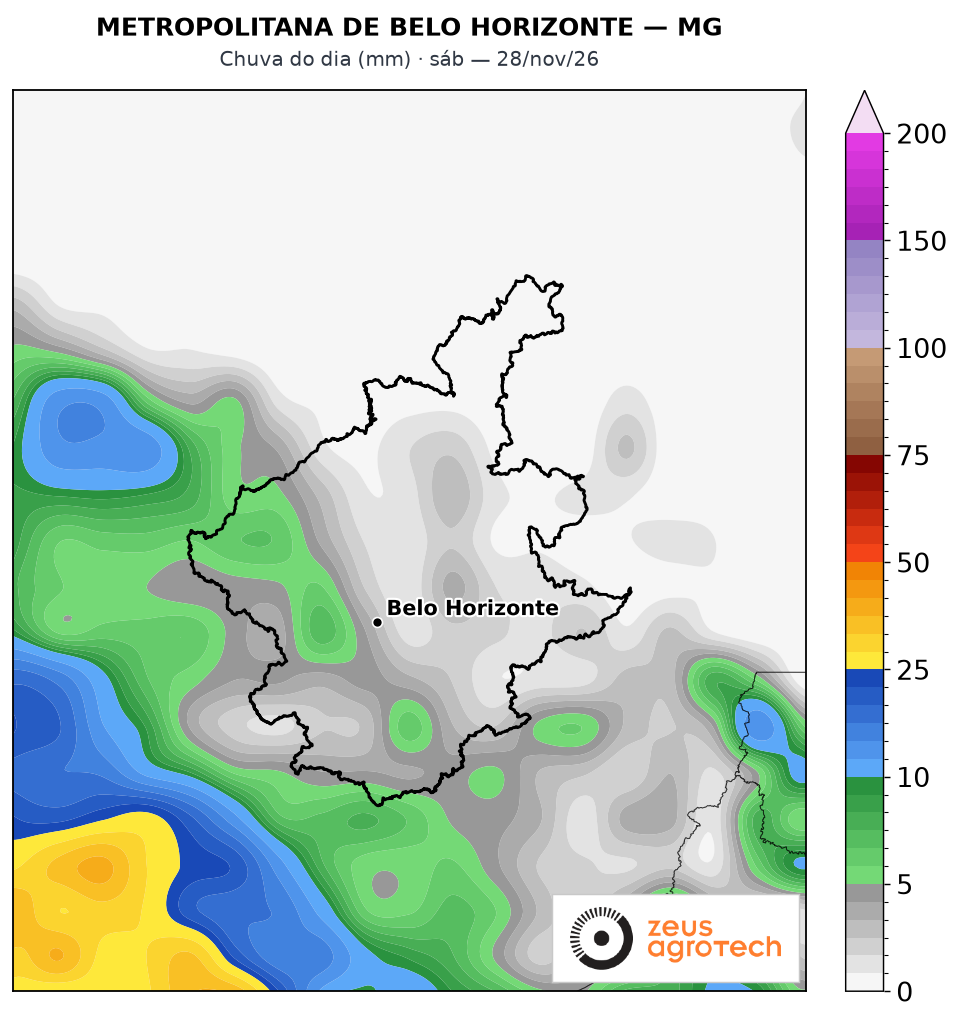 METROPOLITANA DE BELO HORIZONTE — MG
Chuva do dia (mm) · sáb — 28/nov/26
200
150
100
75
50
25
10
5
0
Belo Horizonte
zeus
agrotech